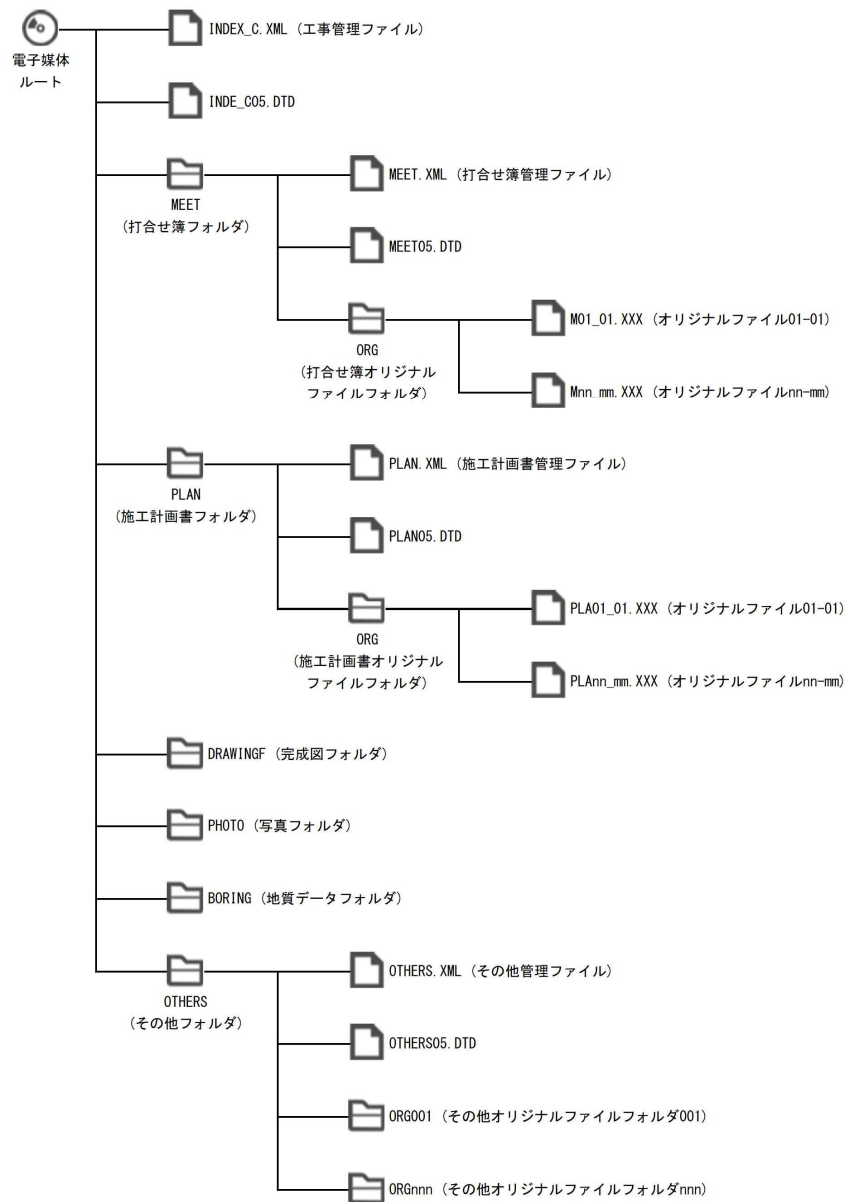 電子媒体
ルート
INDEX_C.XML（工事管理ファイル）
INDE_C05.DTD
MEET
（打合せ簿フォルダ）
MEET.XML（打合せ簿管理ファイル）
MEET05.DTD
ORG
（打合せ簿オリジナル
ファイルフォルダ）
M01_01.XXX（オリジナルファイル01-01）
Mnn_mm.XXX（オリジナルファイルnn-mm）
PLAN
（施工計画書フォルダ）
PLAN.XML（施工計画書管理ファイル）
PLAN05.DTD
ORG
（施工計画書オリジナル
ファイルフォルダ）
PLA01_01.XXX（オリジナルファイル01-01）
PLAnn_mm.XXX（オリジナルファイルnn-mm）
DRAWINGF（完成図フォルダ）
PHOTO（写真フォルダ）
BORING（地質データフォルダ）
OTHERS
（その他フォルダ）
OTHERS.XML（その他管理ファイル）
OTHERS05.DTD
ORG001（その他オリジナルファイルフォルダ001）
ORGnnn（その他オリジナルファイルフォルダnnn）